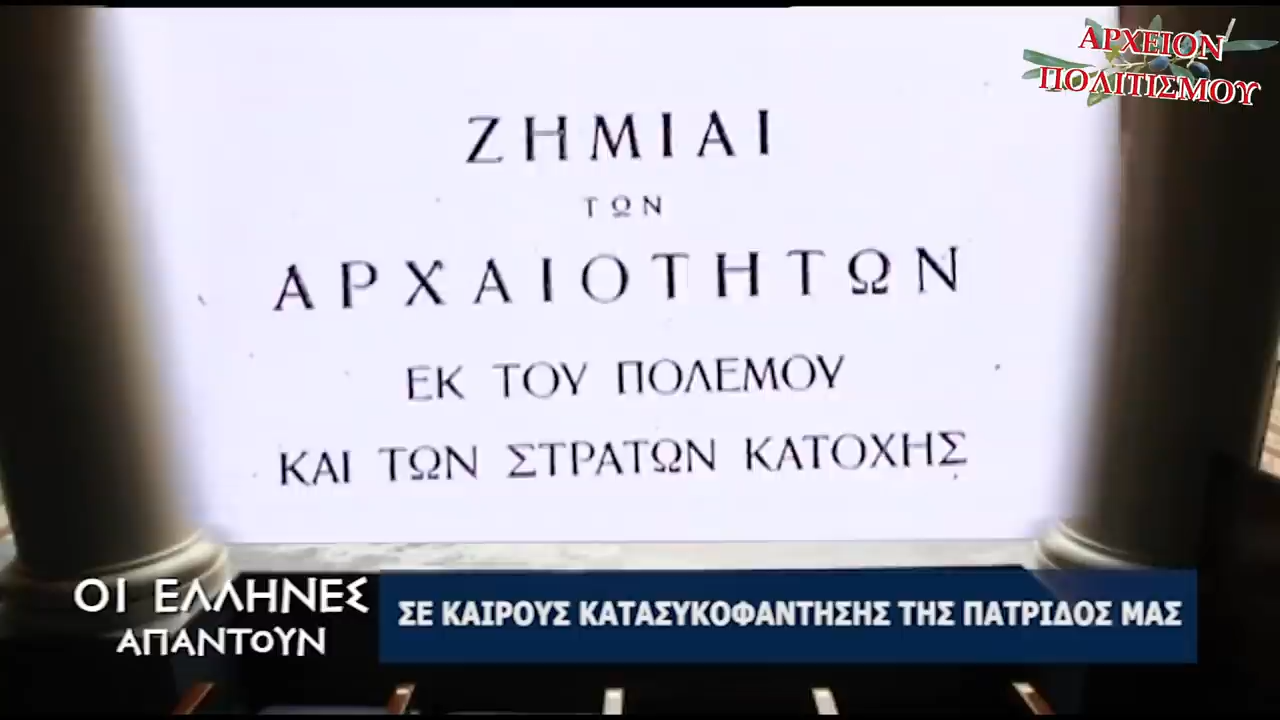 ΑΡΧΕΙΟΝ
ΠΟΛΙΤΙΣΜΟΥ
ΖΗΜΙΑΙ
ΤΩΝ
ΑΡΧΑΙΟΤΗΤΩΝ
ΕΚ ΤΟΥ ΠΟΛΕΜΟΥ
ΚΑΙ ΤΩΝ ΣΤΡΑΤΩΝ ΚΑΤΟΧΗΣ
ΟΙ ΕΛΛΗΝΕΣ
ΑΠΑΝΤΟΥΝ
ΣΕ ΚΑΙΡΟΥΣ ΚΑΤΑΣΥΚΟΦΑΝΤΗΣΗΣ ΤΗΣ ΠΑΤΡΙΔΟΣ ΜΑΣ